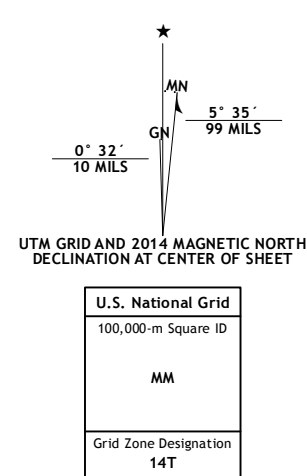 ★
MN
GN
5° 35´
99 MILS
0° 32´
10 MILS
UTM GRID AND 2014 MAGNETIC NORTH
DECLINATION AT CENTER OF SHEET
U.S. National Grid
100,000-m Square ID
MM
Grid Zone Designation
14T